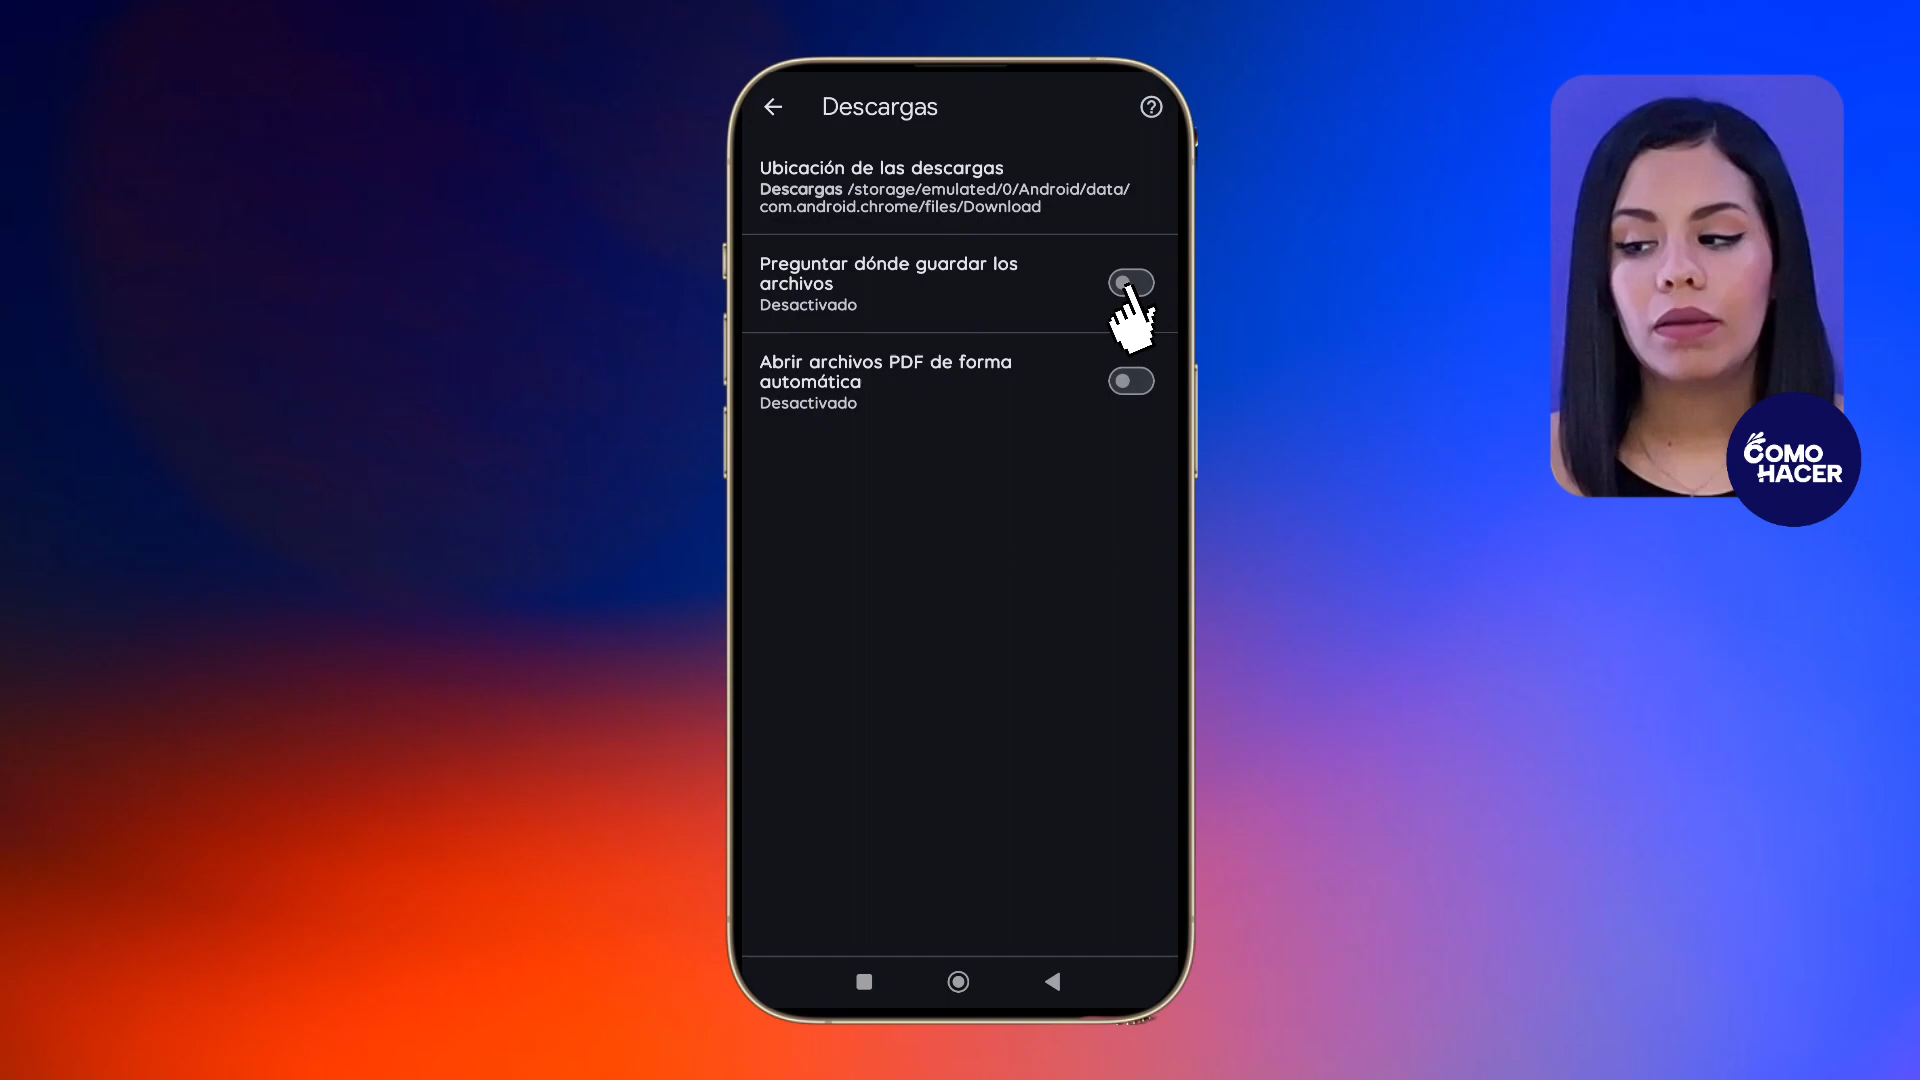 Descargas
Ubicación de las descargas
Descargas /storage/emulated/0/Android/data/
com.android.chrome/files/Download
Preguntar dónde guardar los
archivos
Desactivado
Abrir archivos PDF de forma
automática
Desactivado
COMO
HACER